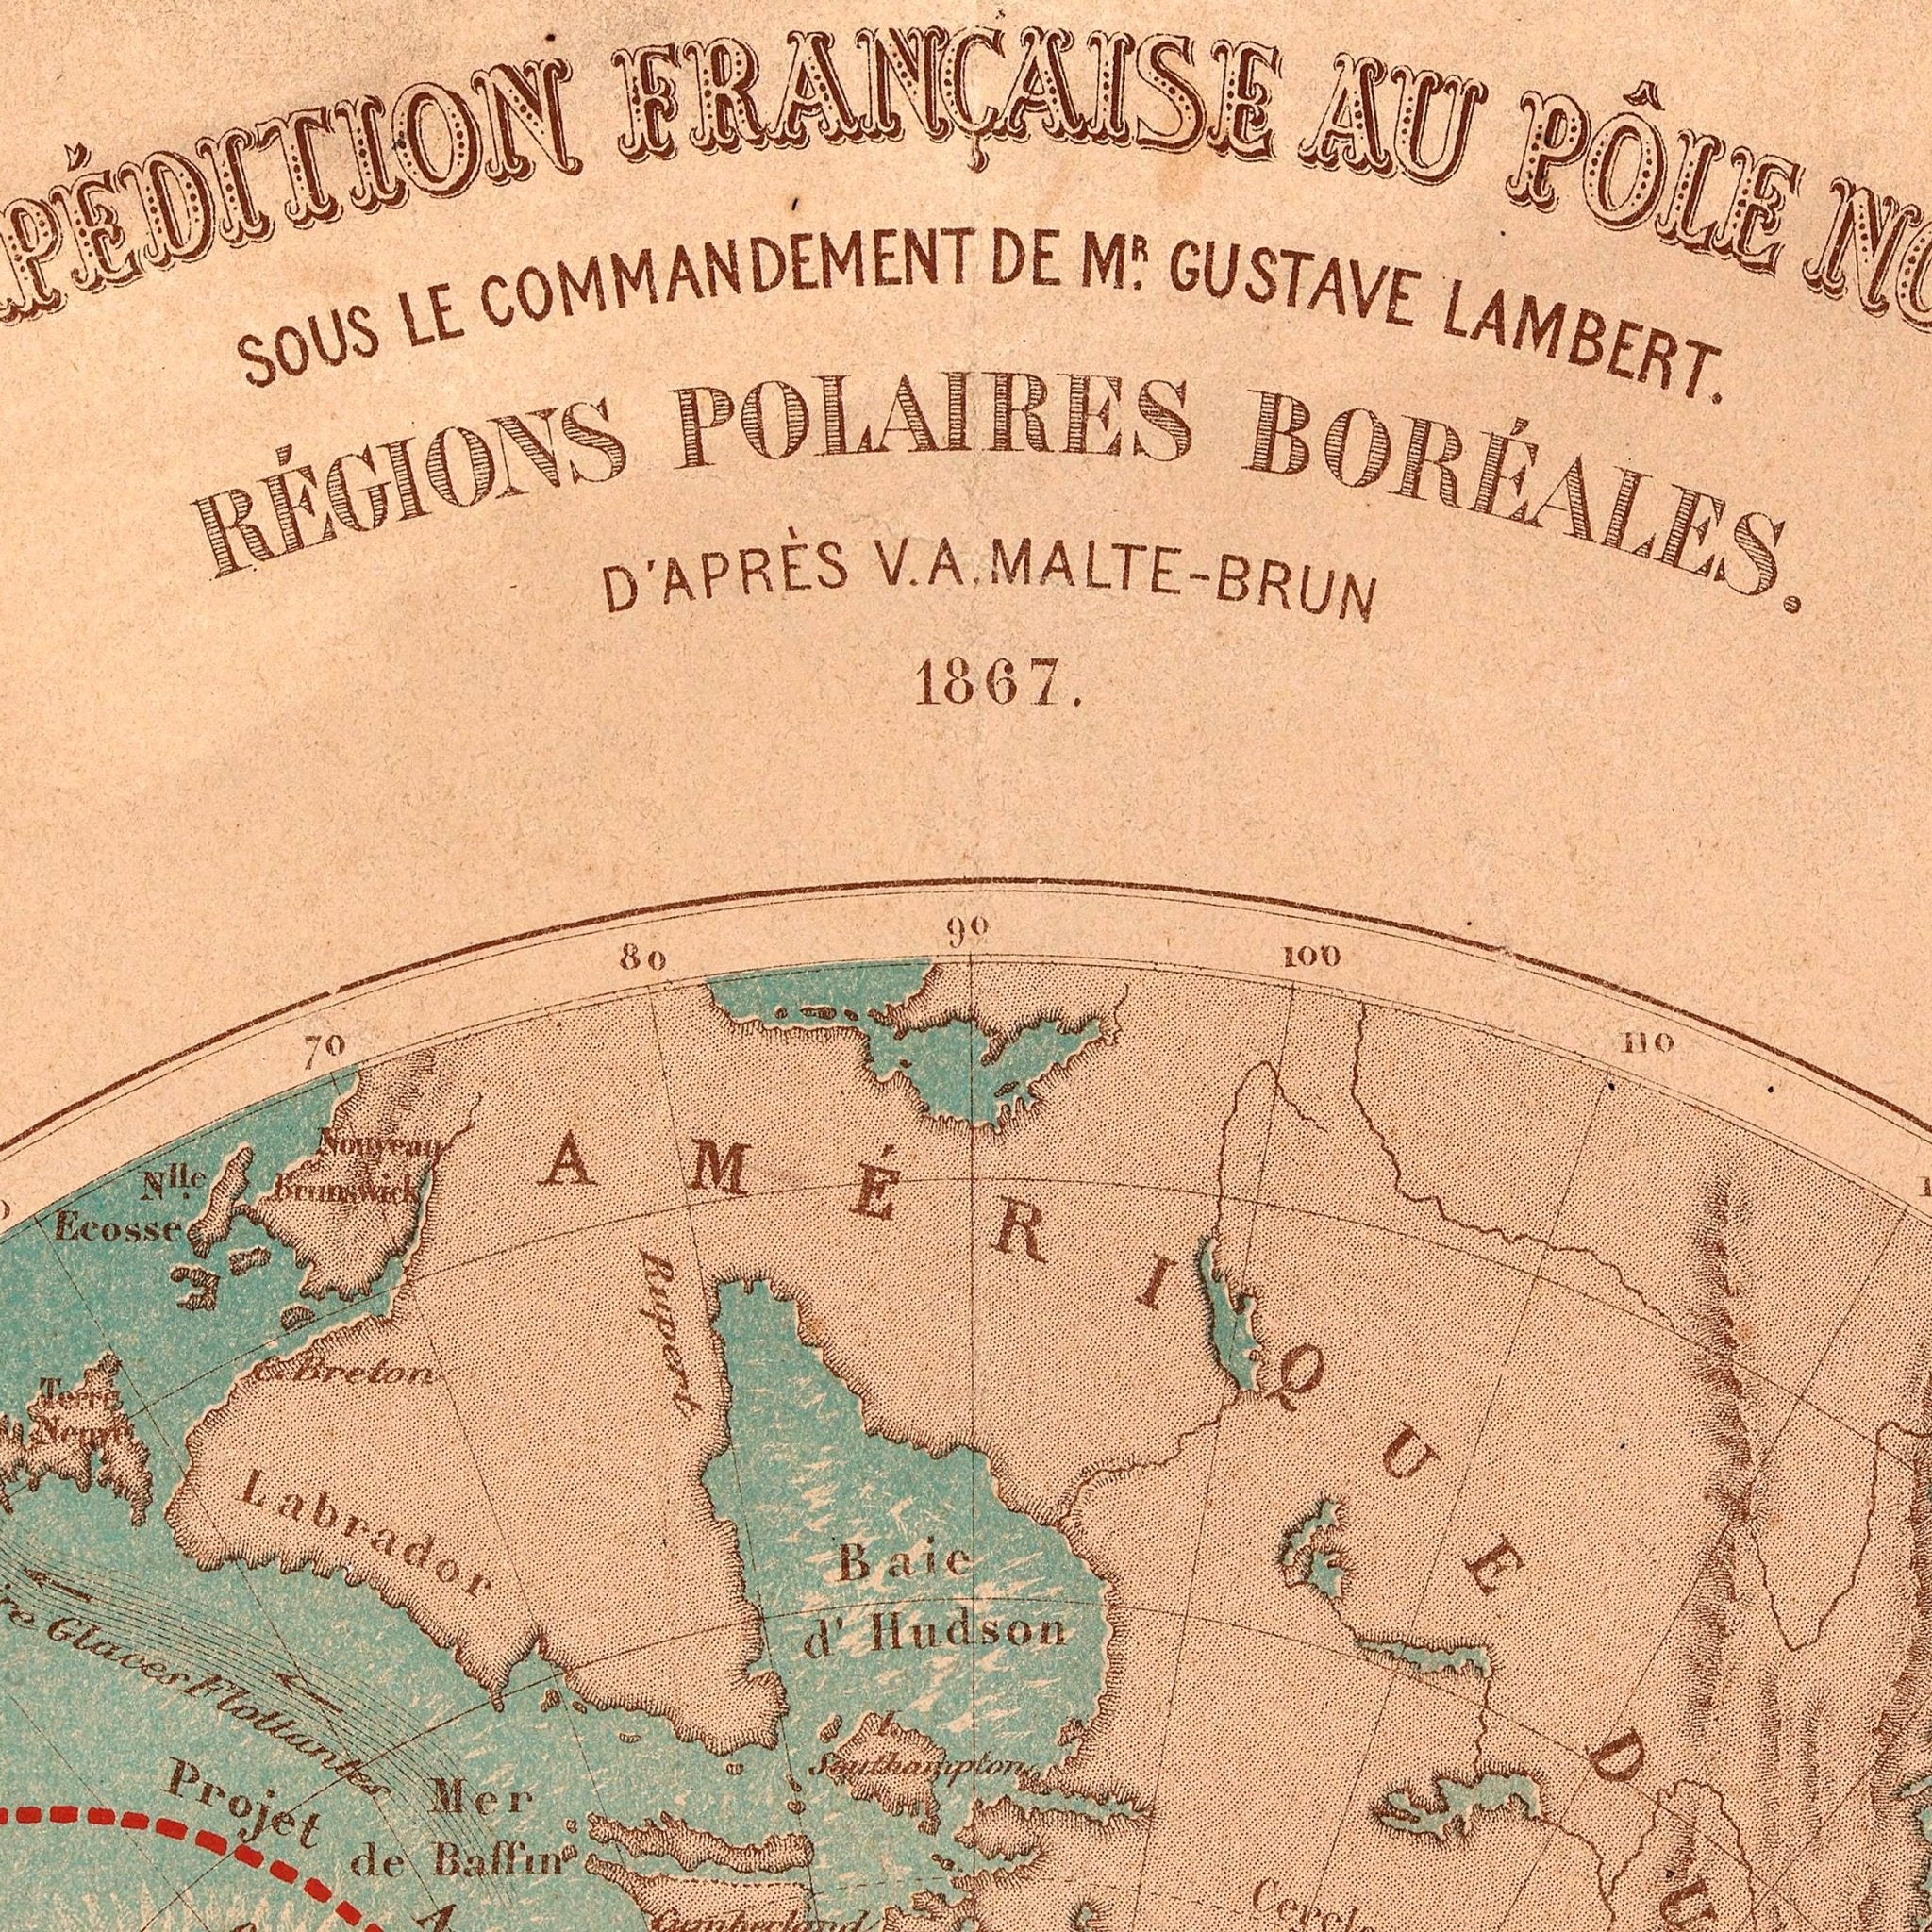 PÉDITION FRANÇAISE AU PÔLE NO
SOUS LE COMMANDEMENT DE MR. GUSTAVE LAMBERT.
RÉGIONS POLAIRES BORÉALES.
D'APRÈS V.A. MALTE-BRUN
1867.
70 80 90 100 110
AMÉRIQUE DU
Nouveau
Brunswick
Nlle
Ecosse
Rupert
C. Breton
Terre
Neuve
Labrador
Baie
d'Hudson
Glaces Flottantes
Southampton
Projet
Mer
de Baffin
Cumberland
Cercl